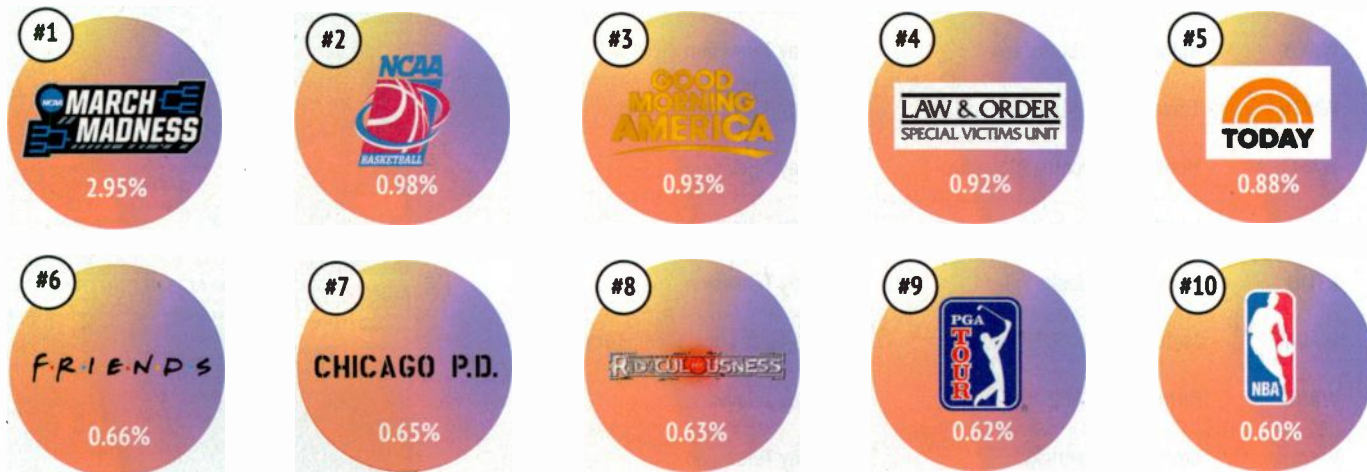 #1
NCAA MARCH
MADNESS
2.95%
#2
NCAA
BASKETBALL
0.98%
#3
GOOD
MORNING
AMERICA
0.93%
#4
LAW & ORDER
SPECIAL VICTIMS UNIT
0.92%
#5
TODAY
0.88%
#6
F·R·I·E·N·D·S
0.66%
#7
CHICAGO P.D.
0.65%
#8
RIDICULOUSNESS
0.63%
#9
PGA
TOUR
0.62%
#10
NBA
0.60%